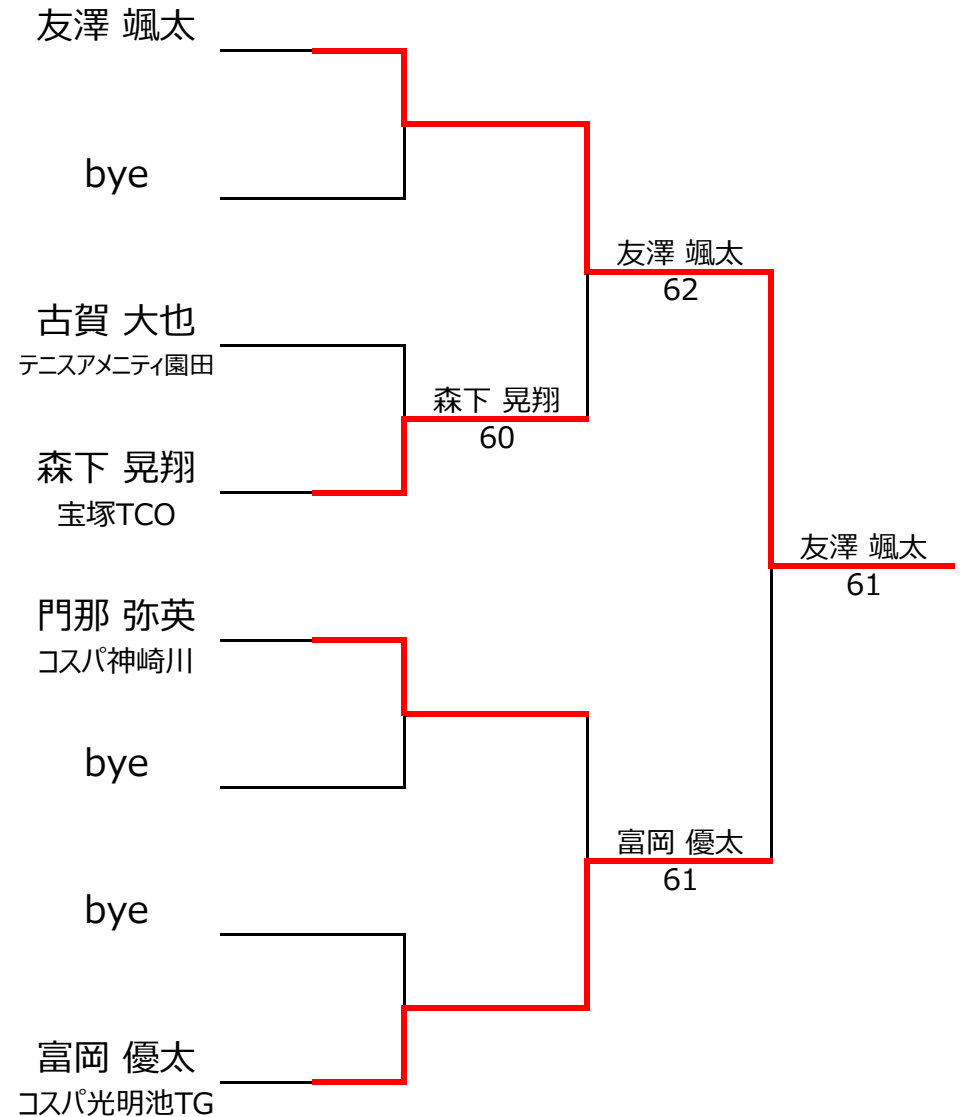 友澤 颯太
bye
友澤 颯太
62
古賀 大也
テニスアメニティ園田
森下 晃翔
60
森下 晃翔
宝塚TCO
友澤 颯太
61
門那 弥英
コスパ神崎川
bye
富岡 優太
61
bye
富岡 優太
コスパ光明池TG